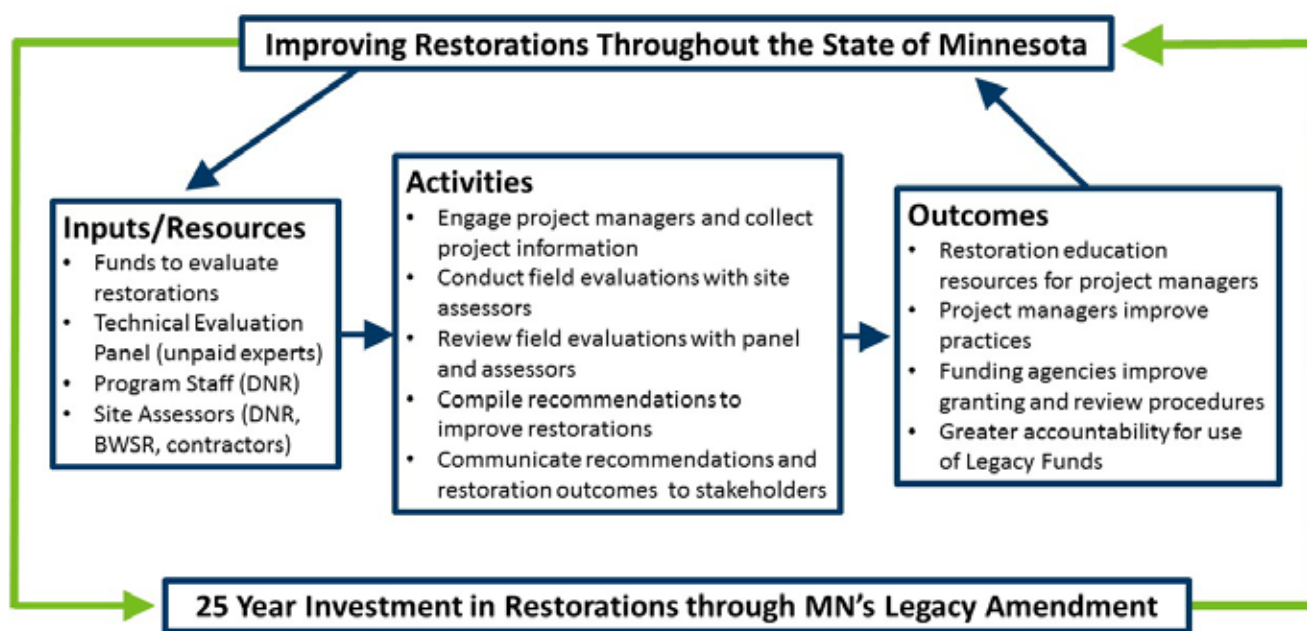 Improving Restorations Throughout the State of Minnesota
Inputs/Resources
• Funds to evaluate
restorations
• Technical Evaluation
Panel (unpaid experts)
• Program Staff (DNR)
• Site Assessors (DNR,
BWSR, contractors)
Activities
• Engage project managers and collect
project information
• Conduct field evaluations with site
assessors
• Review field evaluations with panel
and assessors
• Compile recommendations to
improve restorations
• Communicate recommendations and
restoration outcomes to stakeholders
Outcomes
• Restoration education
resources for project managers
• Project managers improve
practices
• Funding agencies improve
granting and review procedures
• Greater accountability for use
of Legacy Funds
25 Year Investment in Restorations through MN's Legacy Amendment